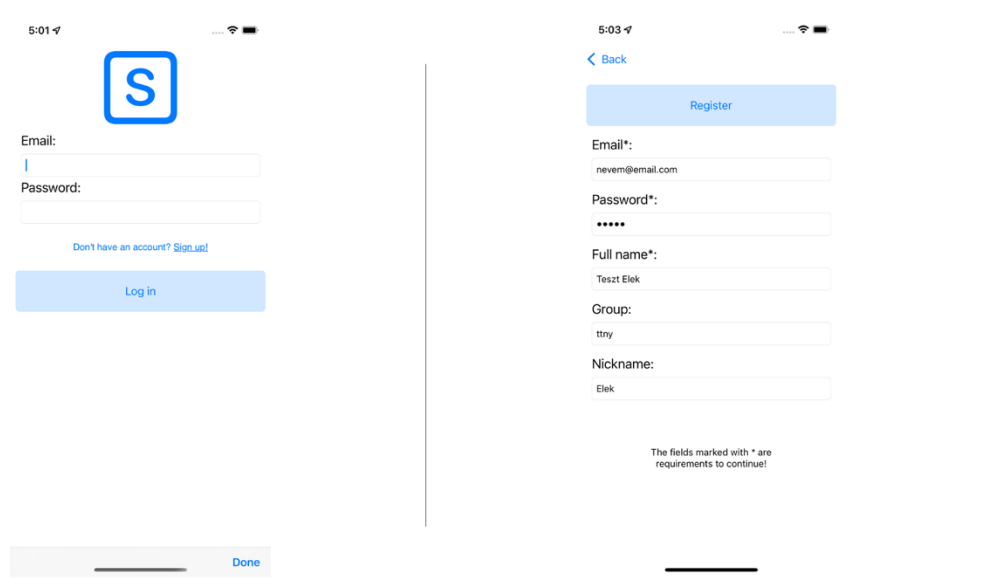 5:01
S
Email:
Password:
Don't have an account? Sign up!
Log in
Done
5:03
Back
Register
Email*:
nevem@email.com
Password*:
•••••
Full name*:
Teszt Elek
Group:
ttny
Nickname:
Elek
The fields marked with * are
requirements to continue!